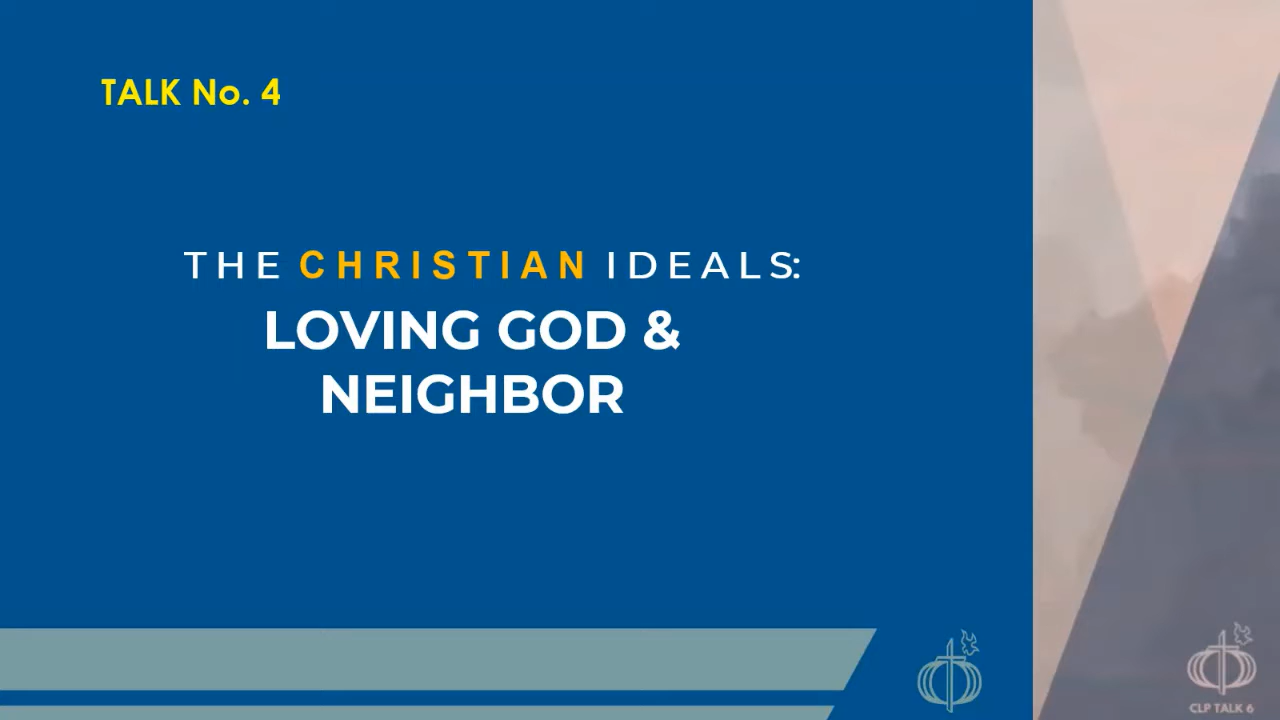 TALK No. 4
THE CHRISTIAN IDEALS:
LOVING GOD &
NEIGHBOR
CLP TALK 6